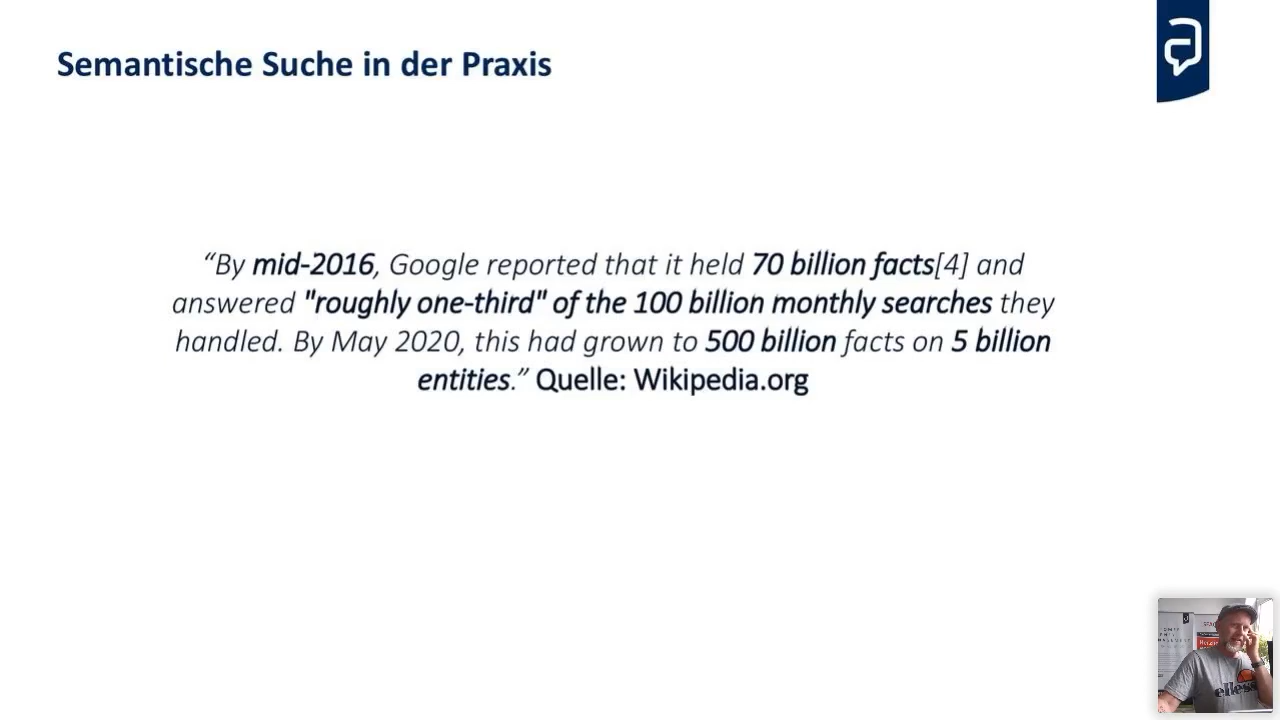 Semantische Suche in der Praxis
“By mid-2016, Google reported that it held 70 billion facts[4] and
answered "roughly one-third" of the 100 billion monthly searches they
handled. By May 2020, this had grown to 500 billion facts on 5 billion
entities.” Quelle: Wikipedia.org
ellesse